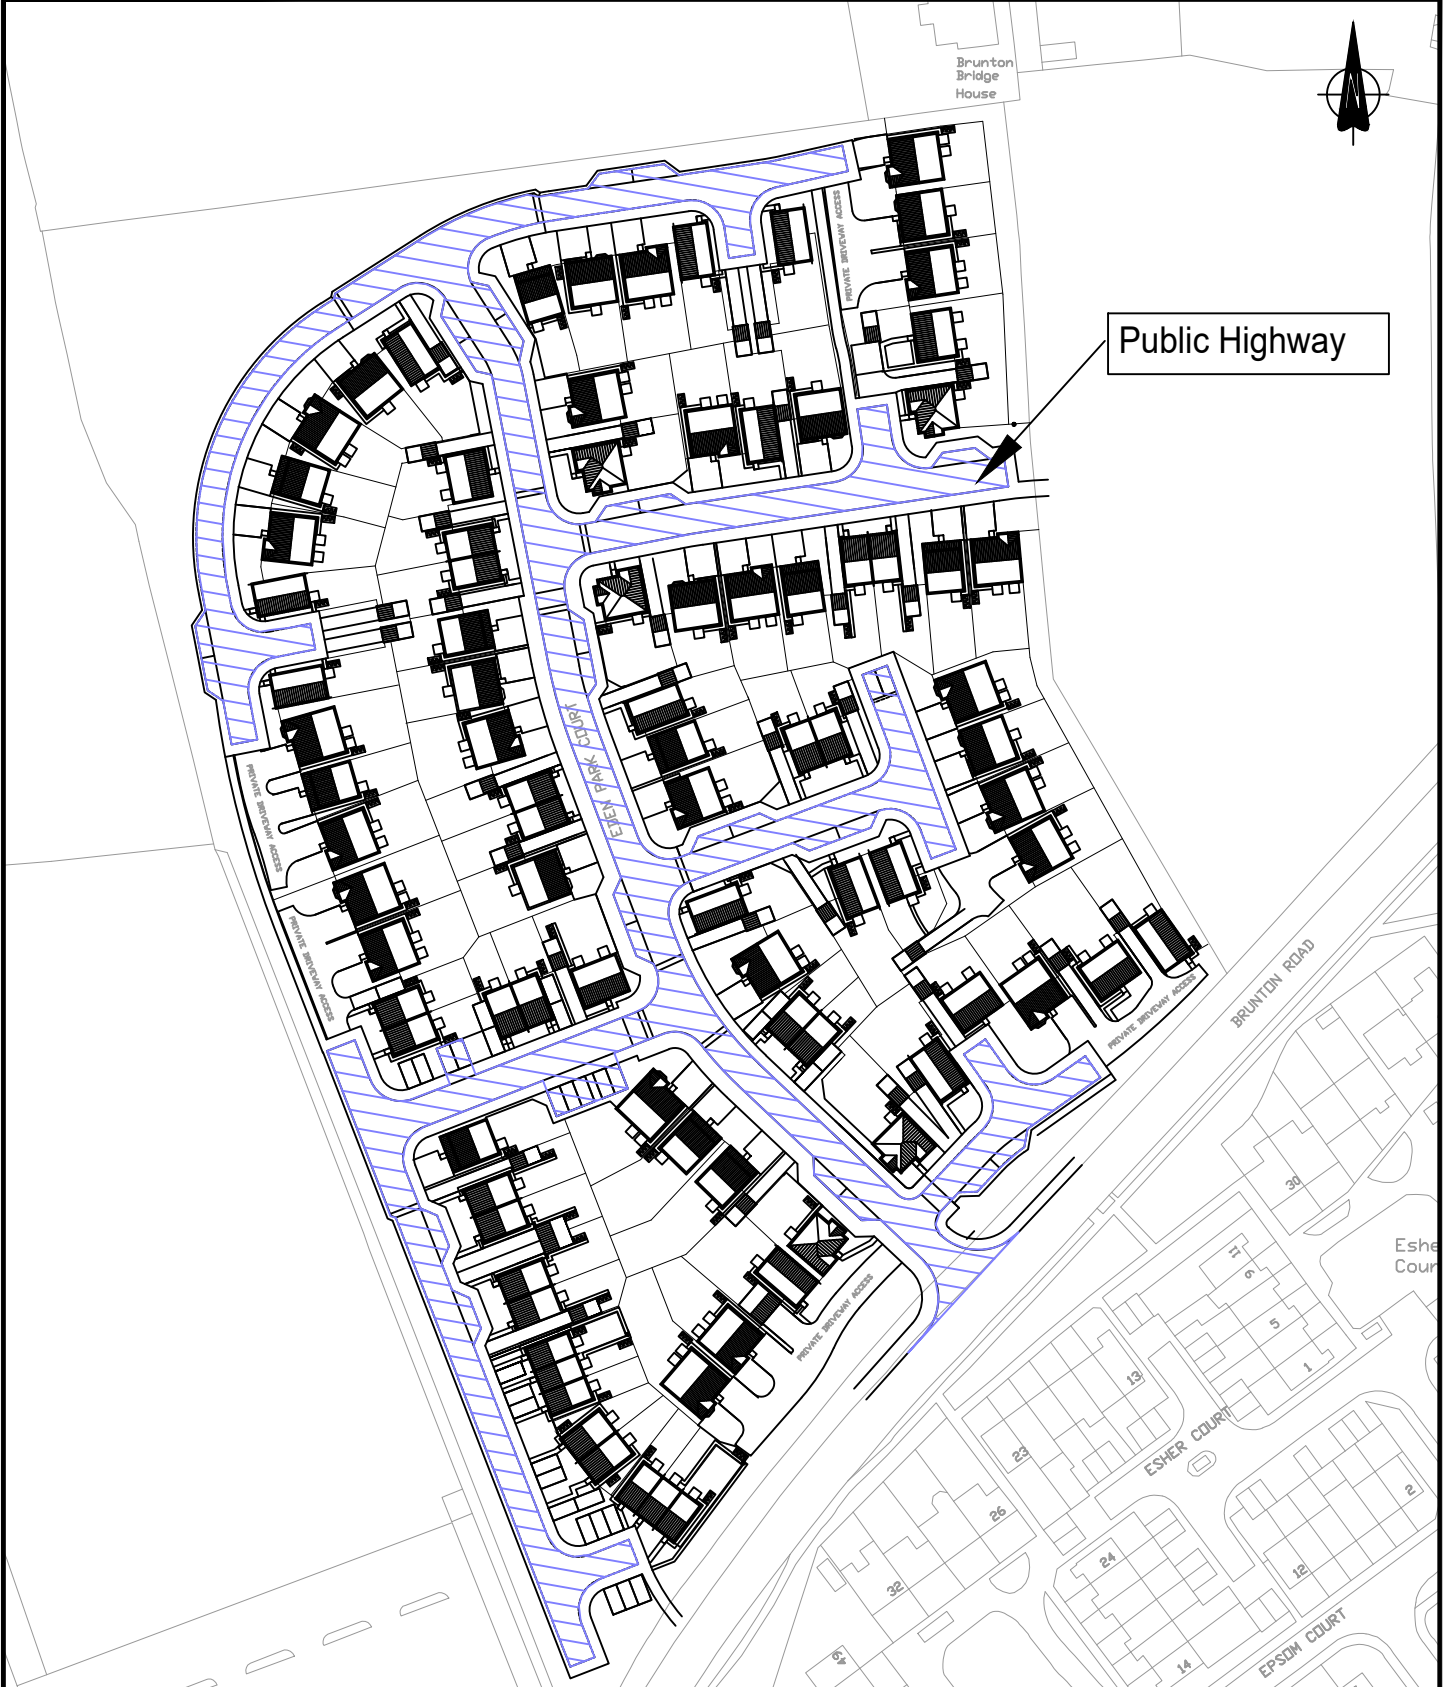 Brunton
Bridge
House
N
PRIVATE DRIVEWAY ACCESS
Public Highway
EDEN PARK COURT
PRIVATE DRIVEWAY ACCESS
PRIVATE DRIVEWAY ACCESS
BRUNTON ROAD
PRIVATE DRIVEWAY ACCESS
30
Eshe
Cour
11
9
5
1
PRIVATE DRIVEWAY ACCESS
13
ESHER COURT
23
26
2
24
12
32
49
14
EPSOM COURT